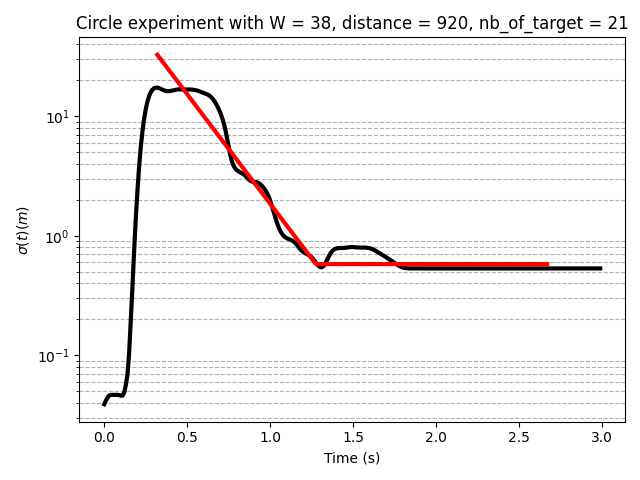 Circle experiment with W = 38, distance = 920, nb_of_target = 21
σ(t)(m)
10¹
10⁰
10⁻¹
0.0 0.5 1.0 1.5 2.0 2.5 3.0
Time (s)